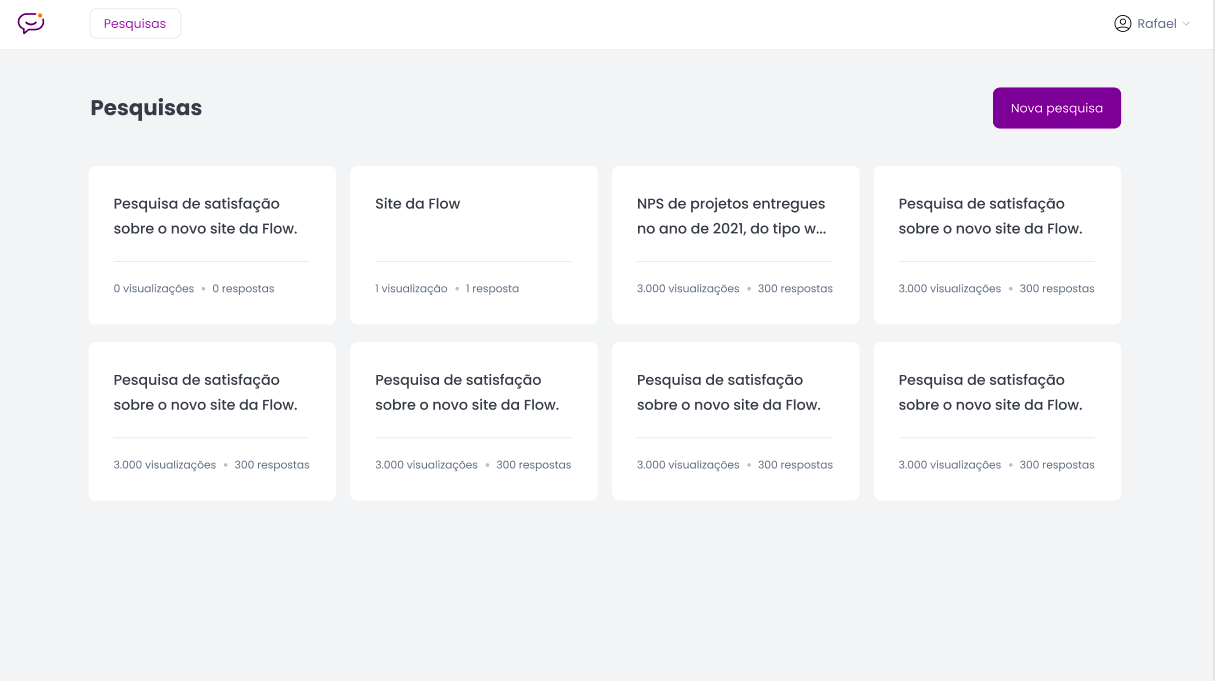 Pesquisas
Rafael
Pesquisas
Nova pesquisa
Pesquisa de satisfação
sobre o novo site da Flow.
0 visualizações • 0 respostas
Site da Flow
1 visualização • 1 resposta
NPS de projetos entregues
no ano de 2021, do tipo w...
3.000 visualizações • 300 respostas
Pesquisa de satisfação
sobre o novo site da Flow.
3.000 visualizações • 300 respostas
Pesquisa de satisfação
sobre o novo site da Flow.
3.000 visualizações • 300 respostas
Pesquisa de satisfação
sobre o novo site da Flow.
3.000 visualizações • 300 respostas
Pesquisa de satisfação
sobre o novo site da Flow.
3.000 visualizações • 300 respostas
Pesquisa de satisfação
sobre o novo site da Flow.
3.000 visualizações • 300 respostas